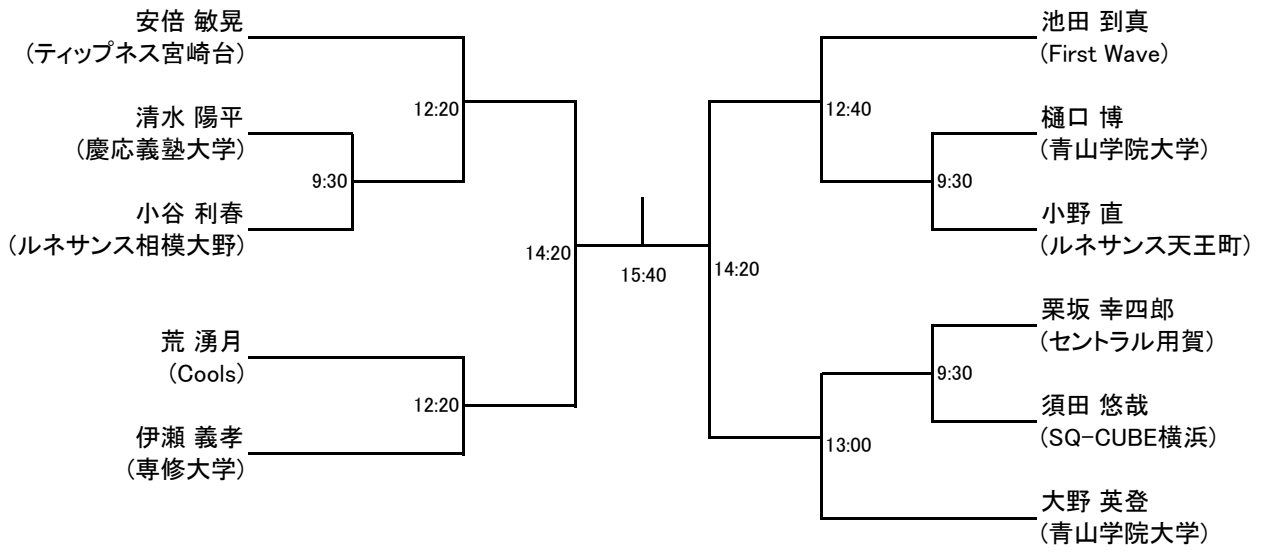 安倍 敏晃
(ティップネス宮崎台)
12:20
清水 陽平
(慶応義塾大学)
9:30
小谷 利春
(ルネサンス相模大野)
14:20
荒 湧月
(Cools)
12:20
伊瀬 義孝
(専修大学)
15:40
池田 到真
(First Wave)
12:40
樋口 博
(青山学院大学)
9:30
小野 直
(ルネサンス天王町)
14:20
栗坂 幸四郎
(セントラル用賀)
9:30
須田 悠哉
(SQ-CUBE横浜)
13:00
大野 英登
(青山学院大学)